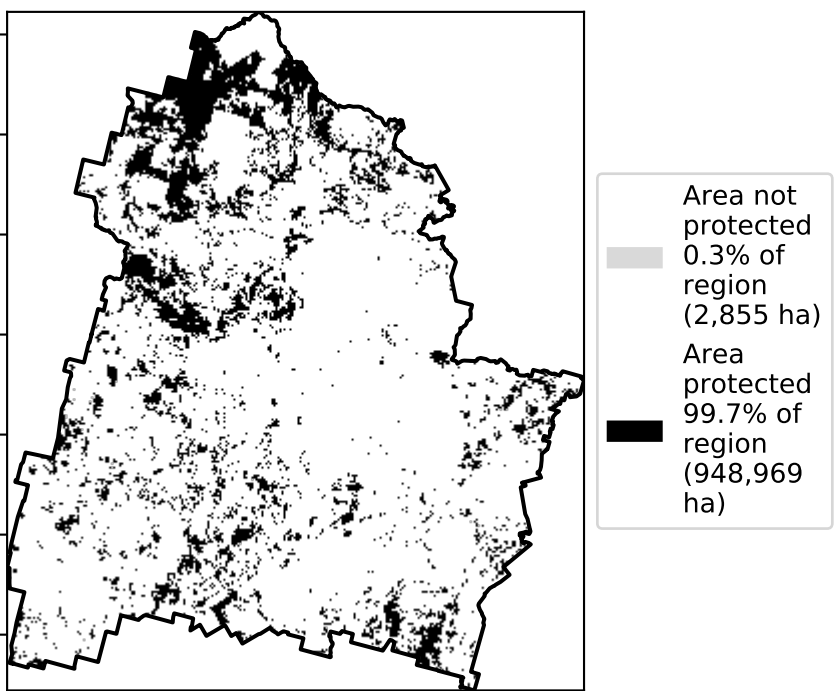 Area not
protected
0.3% of
region
(2,855 ha)
Area
protected
99.7% of
region
(948,969
ha)